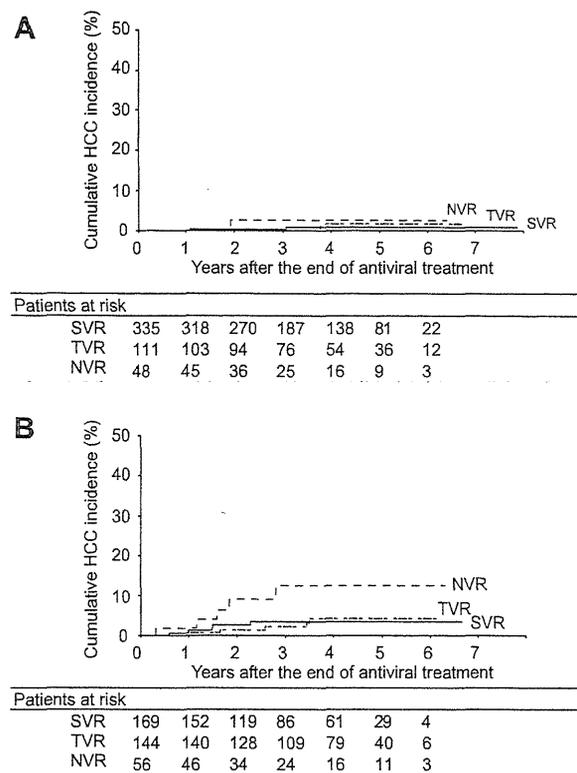 A
Cumulative HCC incidence (%)
50
40
30
20
10
0
NVR
TVR
SVR
0 1 2 3 4 5 6 7
Years after the end of antiviral treatment
Patients at risk
SVR 335 318 270 187 138 81 22
TVR 111 103 94 76 54 36 12
NVR 48 45 36 25 16 9 3
B
Cumulative HCC incidence (%)
50
40
30
20
10
0
NVR
TVR
SVR
0 1 2 3 4 5 6 7
Years after the end of antiviral treatment
Patients at risk
SVR 169 152 119 86 61 29 4
TVR 144 140 128 109 79 40 6
NVR 56 46 34 24 16 11 3